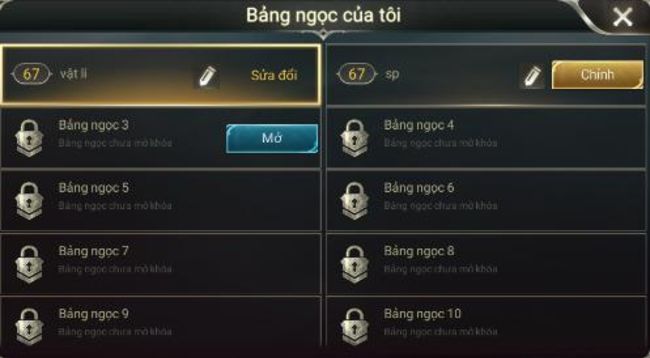 Bảng ngọc của tôi
67 vật lí Sửa đổi
67 sp Chính
Bảng ngọc 3
Bảng ngọc chưa mở khóa
Mở
Bảng ngọc 4
Bảng ngọc chưa mở khóa
Bảng ngọc 5
Bảng ngọc chưa mở khóa
Bảng ngọc 6
Bảng ngọc chưa mở khóa
Bảng ngọc 7
Bảng ngọc chưa mở khóa
Bảng ngọc 8
Bảng ngọc chưa mở khóa
Bảng ngọc 9
Bảng ngọc chưa mở khóa
Bảng ngọc 10
Bảng ngọc chưa mở khóa